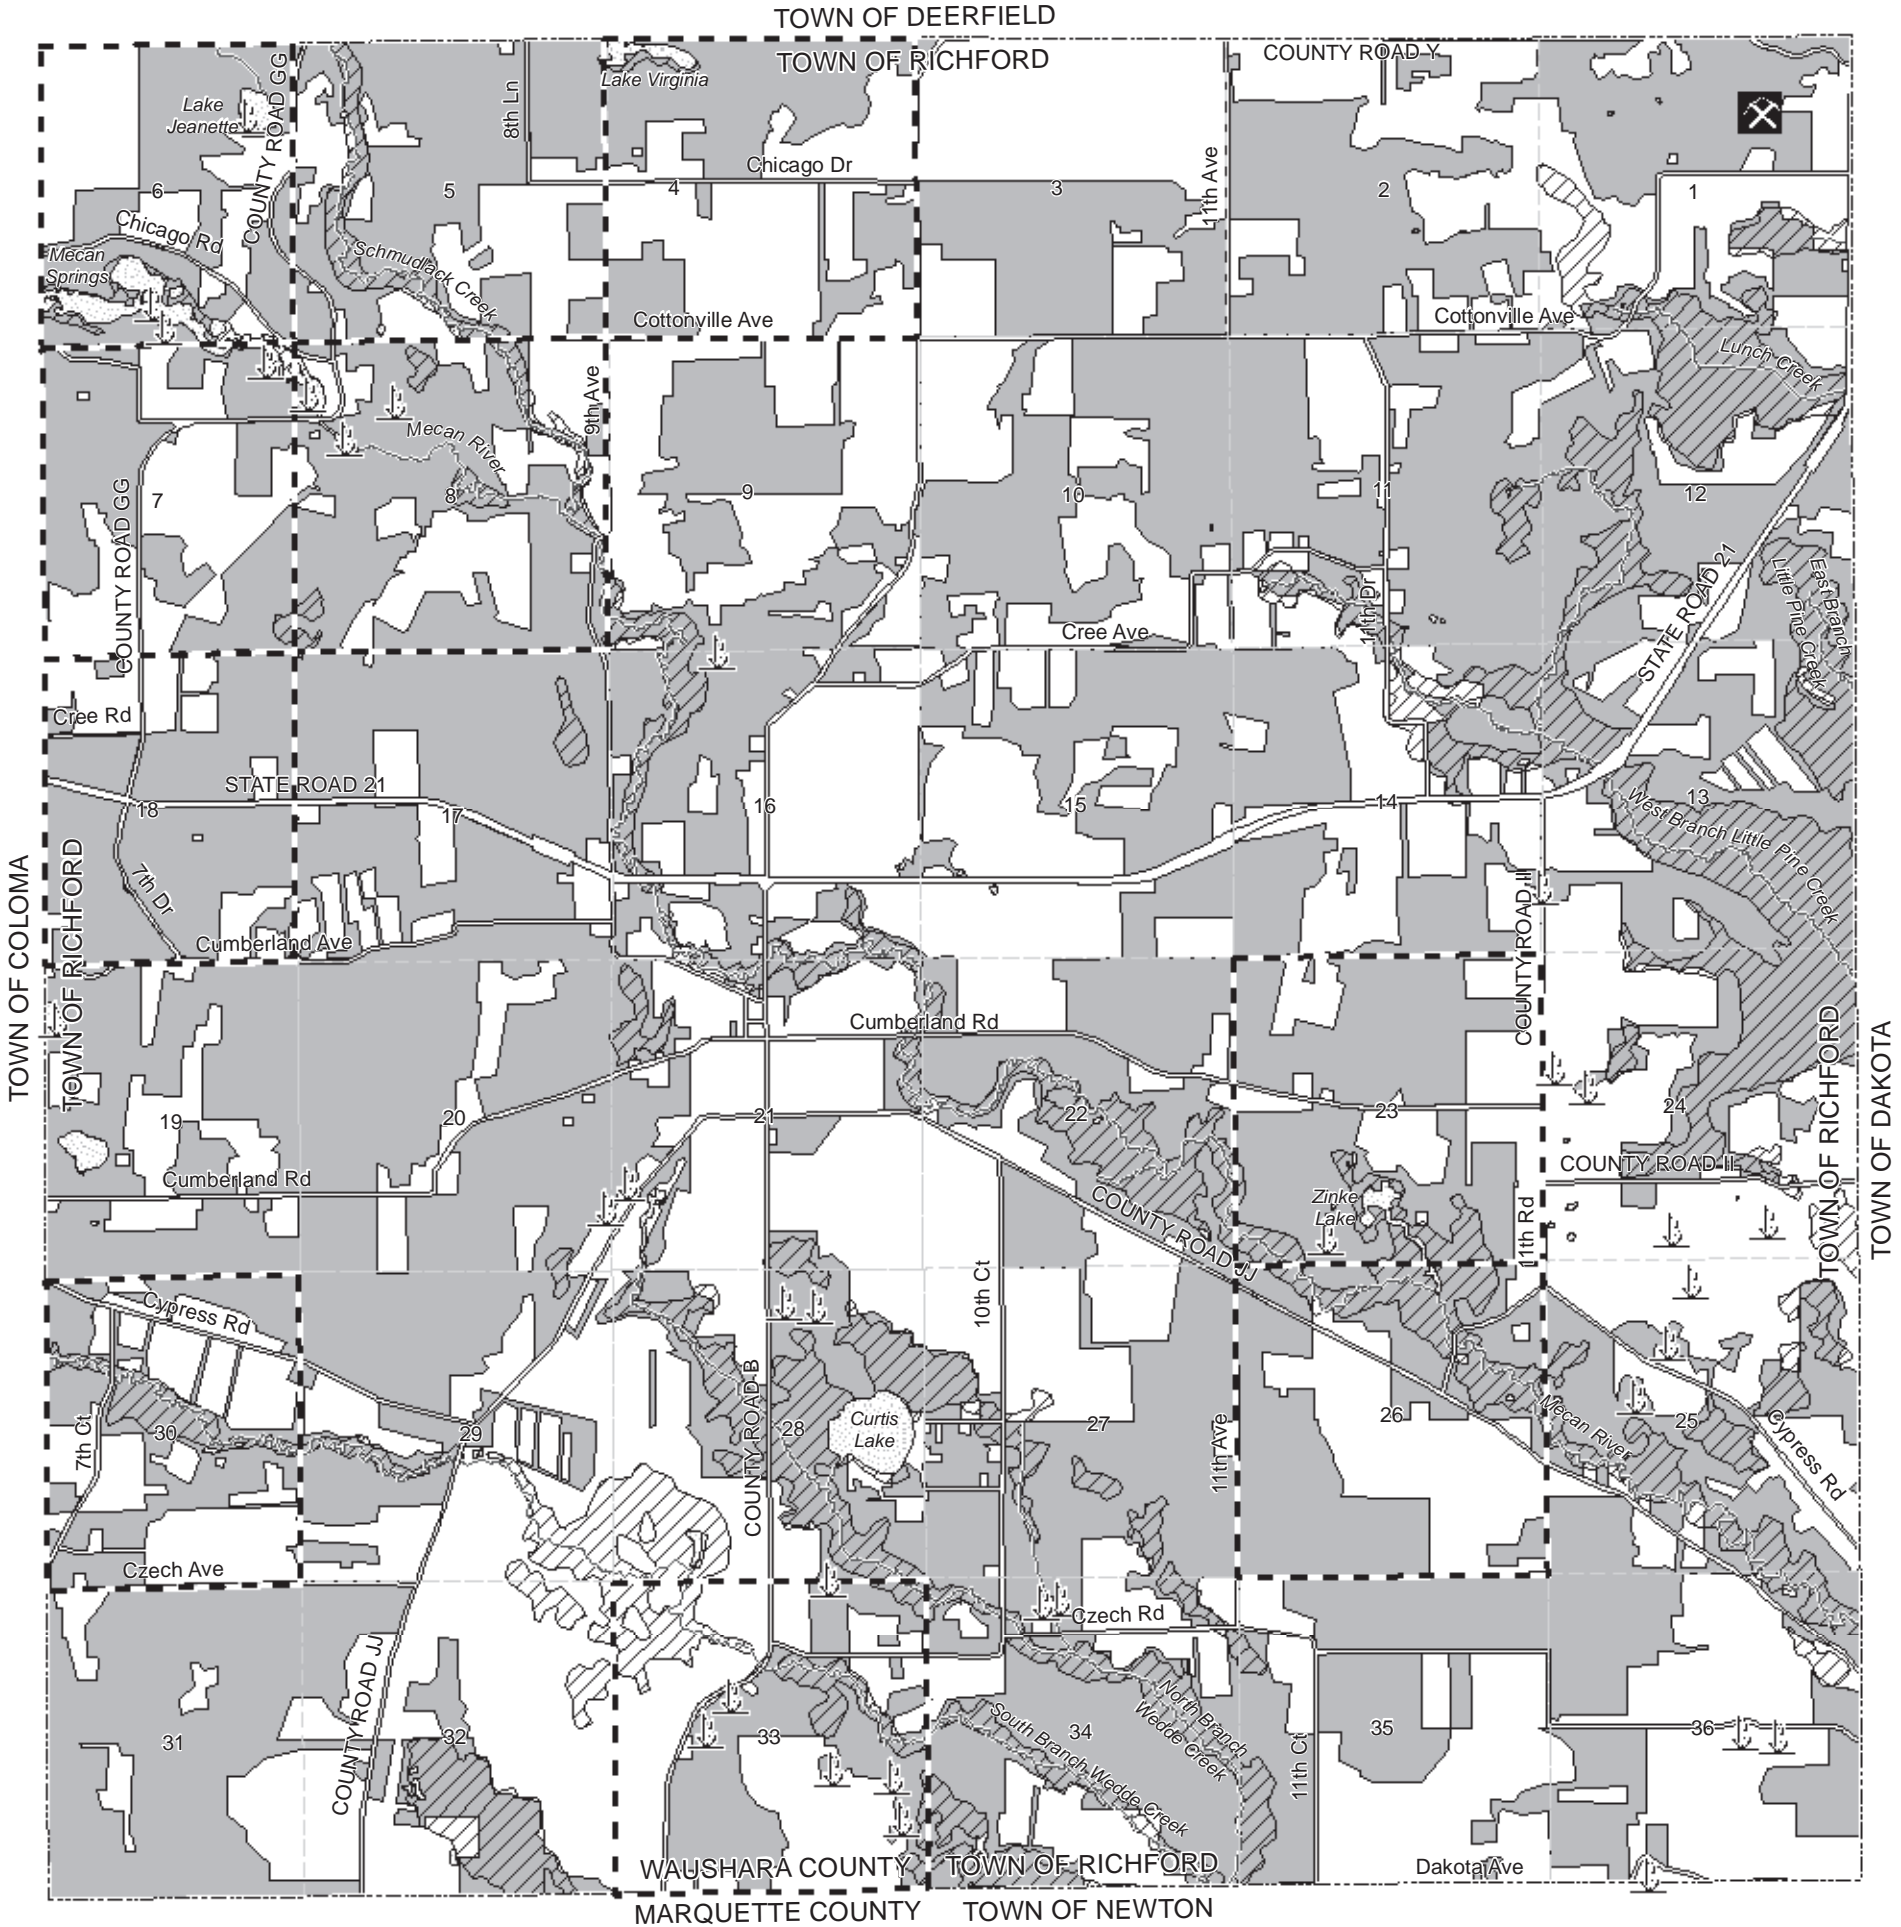 TOWN OF DEERFIELD
TOWN OF RICHFORD
COUNTY ROAD Y
Lake Virginia
Lake
Jeanette
COUNTY ROAD GG
8th Ln
Chicago Dr
11th Ave
6
5
4
3
2
1
Chicago Rd
Mecan
Springs
Schmudlack Creek
Cottonville Ave
Cottonville Ave
Lunch Creek
9th Ave
Mecan River
COUNTY ROAD GG
7
8
9
10
11
12
STATE ROAD 21
East Branch
Little Pine Creek
11th Dr
Cree Ave
Cree Rd
STATE ROAD 21
18
17
16
15
14
13
West Branch Little Pine Creek
7th Dr
COUNTY ROAD II
Cumberland Ave
TOWN OF COLOMA
TOWN OF RICHFORD
Cumberland Rd
TOWN OF RICHFORD
TOWN OF DAKOTA
19
20
21
22
23
24
Cumberland Rd
COUNTY ROAD II
Zinke
Lake
11th Rd
COUNTY ROAD JJ
10th Ct
Cypress Rd
COUNTY ROAD B
Curtis
Lake
7th Ct
30
29
28
27
11th Ave
26
25
Mecan River
Cypress Rd
Czech Ave
Czech Rd
COUNTY ROAD JJ
North Branch
Wedde Creek
South Branch Wedde Creek
31
32
33
34
35
36
11th Ct
Dakota Ave
WAUSHARA COUNTY
TOWN OF RICHFORD
MARQUETTE COUNTY
TOWN OF NEWTON